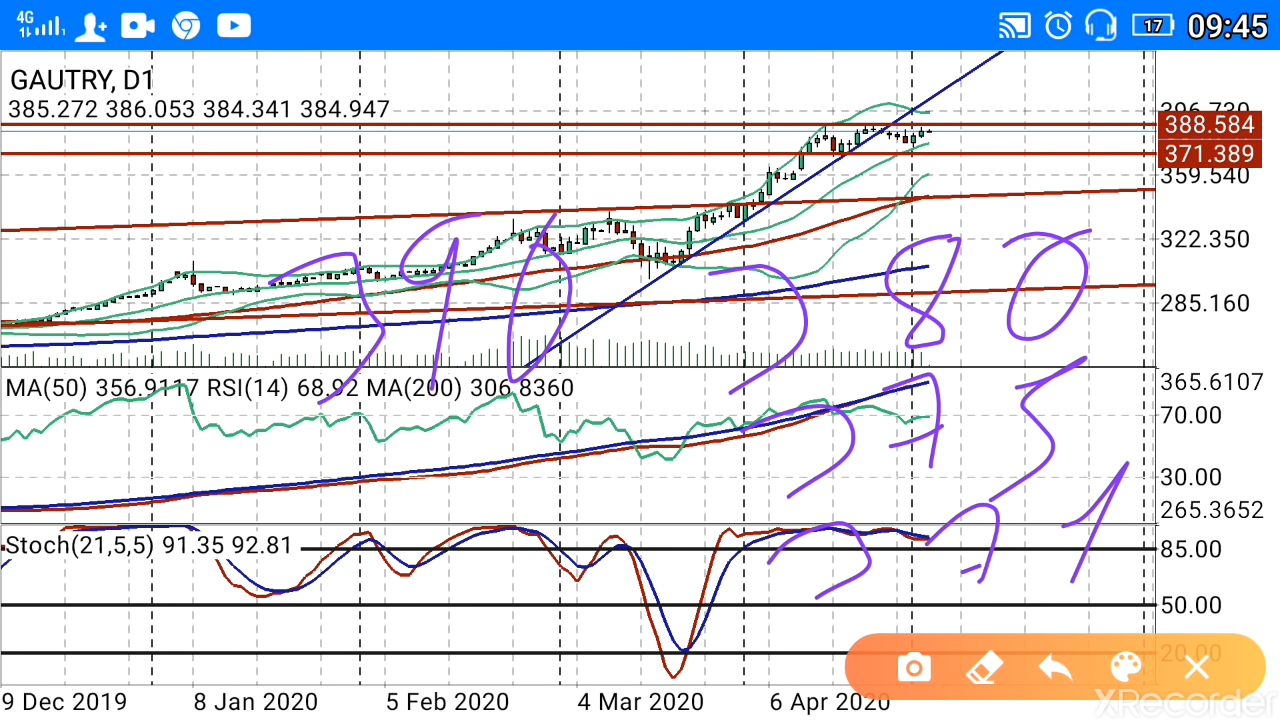 4G 17 09:45
GAUTRY, D1
385.272 386.053 384.341 384.947
396.730
388.584
371.389
359.540
396 380
322.350
285.160
MA(50) 356.9117 RSI(14) 68.92 MA(200) 306.8360
365.6107
375
70.00
30.00
371
265.3652
Stoch(21,5,5) 91.35 92.81
85.00
50.00
20.00
9 Dec 2019 8 Jan 2020 5 Feb 2020 4 Mar 2020 6 Apr 2020
XRecorder